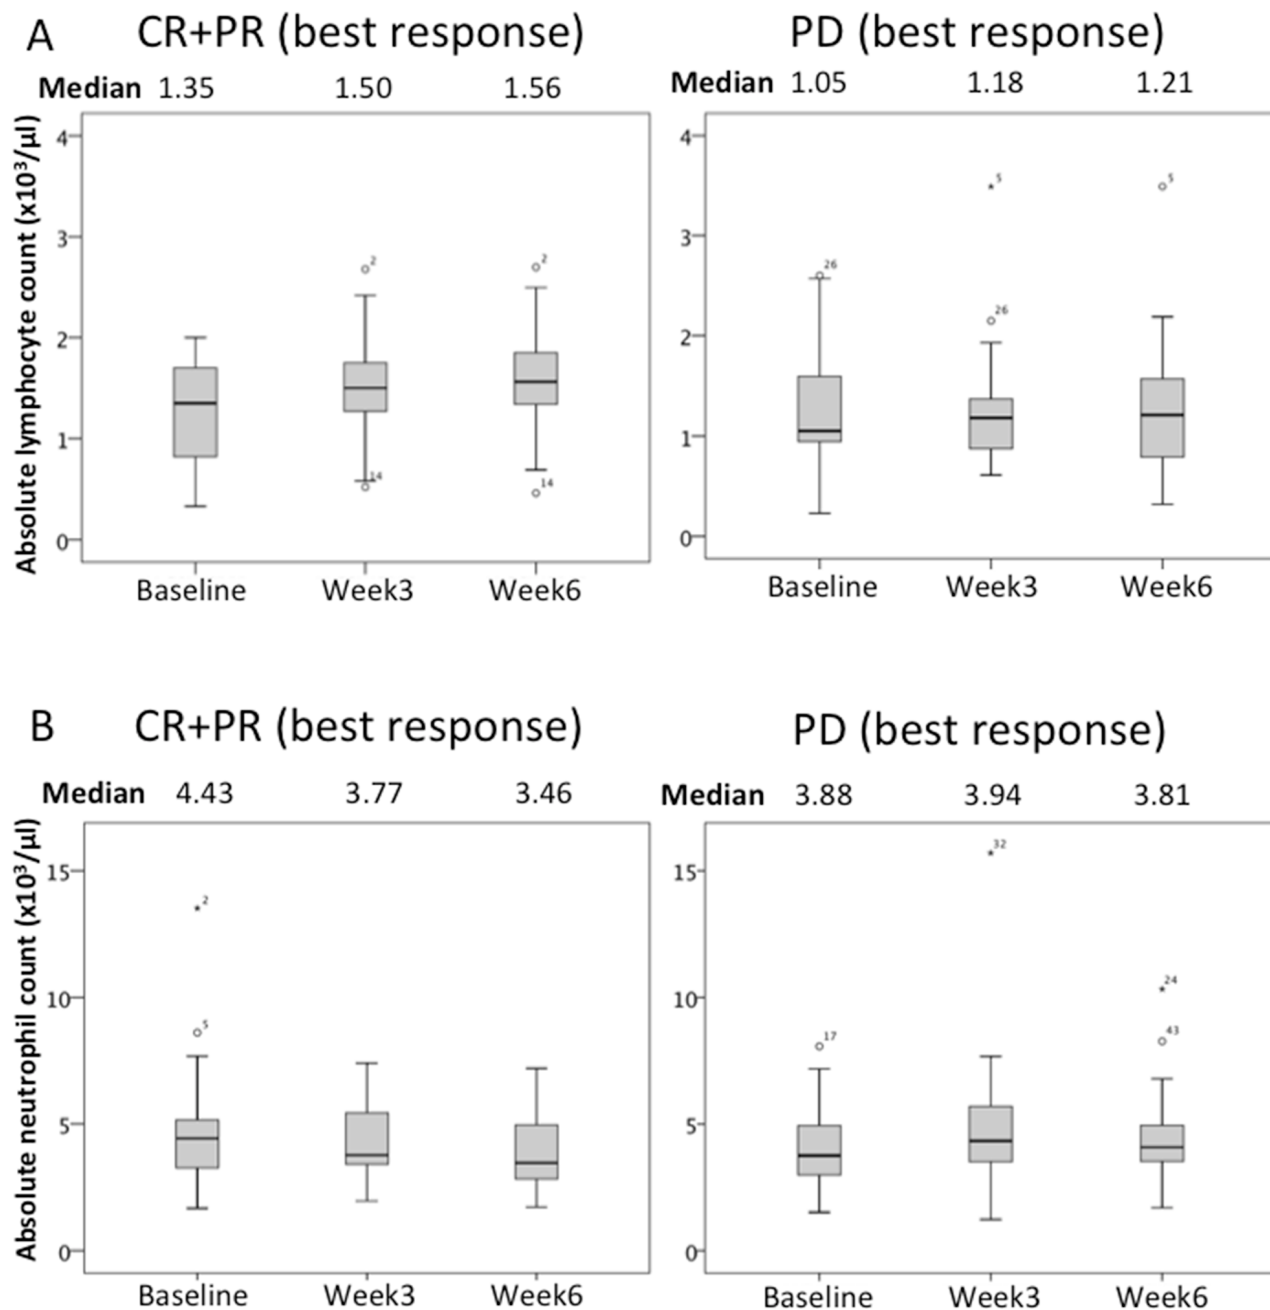 A CR+PR (best response) PD (best response)
Median 1.35 1.50 1.56 Median 1.05 1.18 1.21
Absolute lymphocyte count (x10³/µl)
4 4
5 5
3 3
2 2 26
26
2 2
14 14
1 1
0 0
Baseline Week3 Week6 Baseline Week3 Week6
B CR+PR (best response) PD (best response)
Median 4.43 3.77 3.46 Median 3.88 3.94 3.81
Absolute neutrophil count (x10³/µl)
32
15 15
2
24
10 10
5 17 43
5 5
0 0
Baseline Week3 Week6 Baseline Week3 Week6